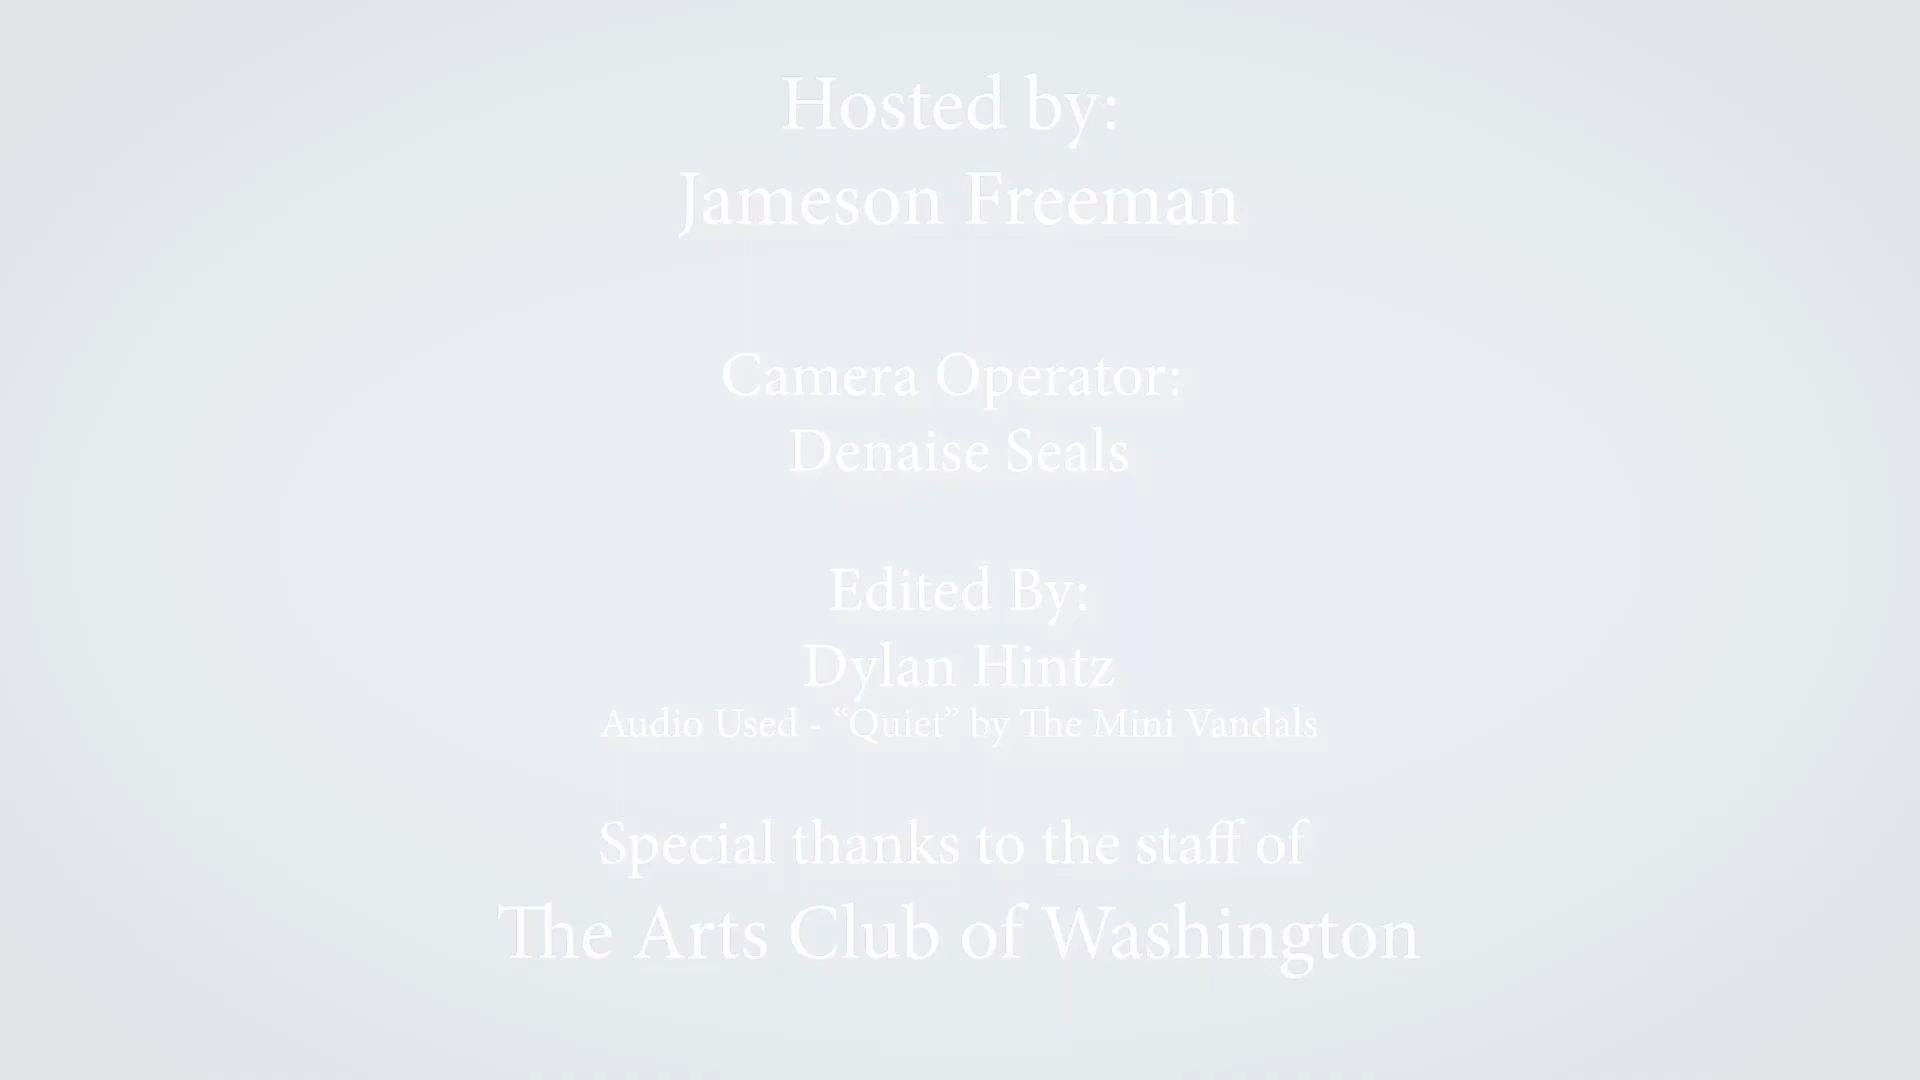 Hosted by:
Jameson Freeman
Camera Operator:
Denaise Seals
Edited By:
Dylan Hintz
Audio Used - “Quiet” by The Mini Vandals
Special thanks to the staff of
The Arts Club of Washington